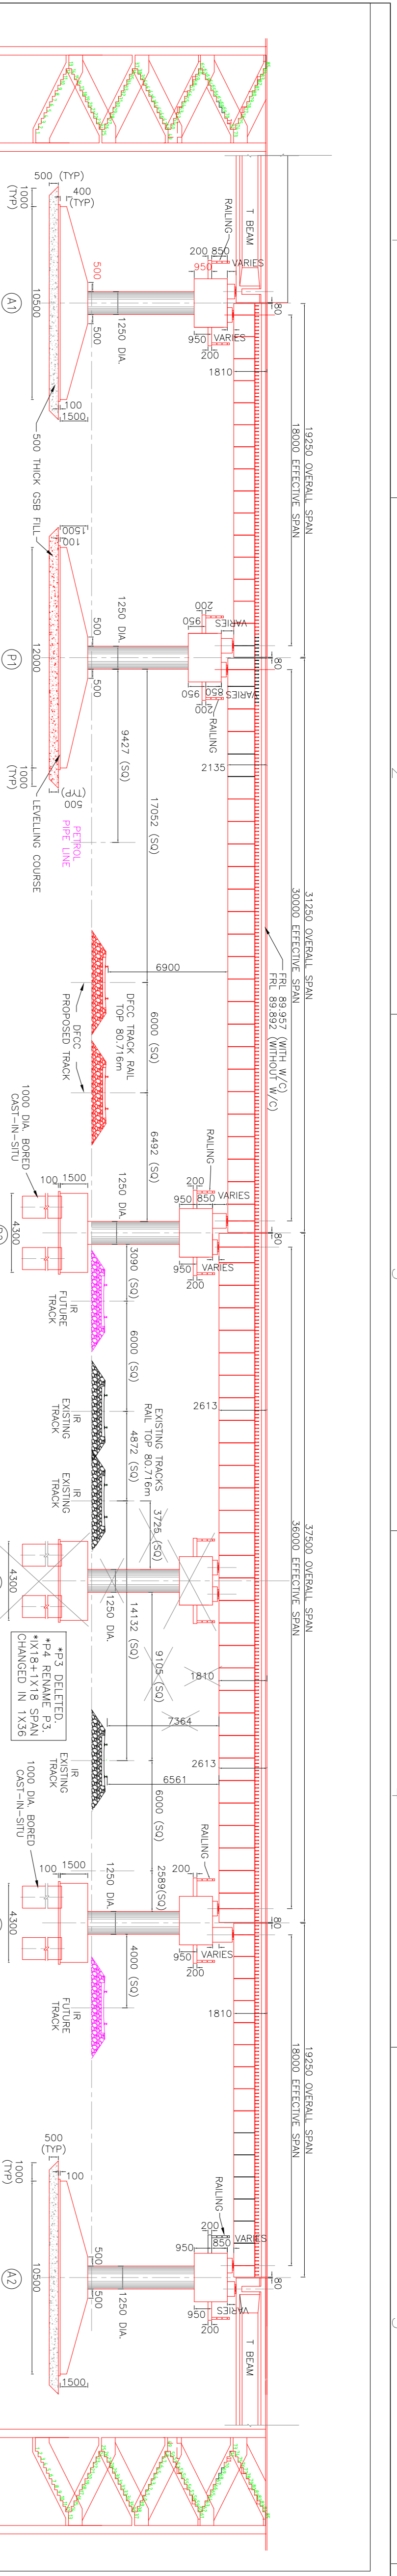 19250 OVERALL SPAN
18000 EFFECTIVE SPAN
31250 OVERALL SPAN
30000 EFFECTIVE SPAN
37500 OVERALL SPAN
36000 EFFECTIVE SPAN
19250 OVERALL SPAN
18000 EFFECTIVE SPAN
80
80
80
80
80
FRL 89.957 (WITH W/C)
FRL 89.892 (WITHOUT W/C)
T BEAM
RAILING
200
850
VARIES
950
950
200
VARIES
1810
500
500
1250 DIA.
500 (TYP)
400
(TYP)
1000
(TYP)
10500
100
1500
A1
500 THICK GSB FILL
200
VARIES
950
950
850
VARIES
200
RAILING
2135
1250 DIA.
500
500
1500
100
12000
1000
(TYP)
500
(TYP)
P1
LEVELLING COURSE
9427 (SQ)
17052 (SQ)
PETROL
PIPE LINE
6900
6000 (SQ)
DFCC TRACK RAIL
TOP 80.716m
DFCC
PROPOSED TRACK
6492 (SQ)
RAILING
200
950
850
VARIES
950
200
VARIES
1250 DIA.
1500
100
4300
1000 DIA. BORED
CAST-IN-SITU
3090 (SQ)
IR
FUTURE
TRACK
6000 (SQ)
IR
EXISTING
TRACK
4872 (SQ)
IR
EXISTING
TRACK
EXISTING TRACKS
RAIL TOP 80.716m
2613
3725 (SQ)
1250 DIA.
14132 (SQ)
9105 (SQ)
4300
*P3 DELETED.
*P4 RENAME P3.
*IX18+1X18 SPAN
CHANGED IN 1X36
1810
7364
2613
6561
IR
EXISTING
TRACK
6000 (SQ)
2589(SQ)
RAILING
200
950
VARIES
200
1250 DIA.
1500
100
4300
1000 DIA. BORED
CAST-IN-SITU
4000 (SQ)
IR
FUTURE
TRACK
1810
RAILING
200
850
VARIES
950
950
200
VARIES
T BEAM
500
500
1250 DIA.
500
(TYP)
100
1000
(TYP)
10500
1500
A2